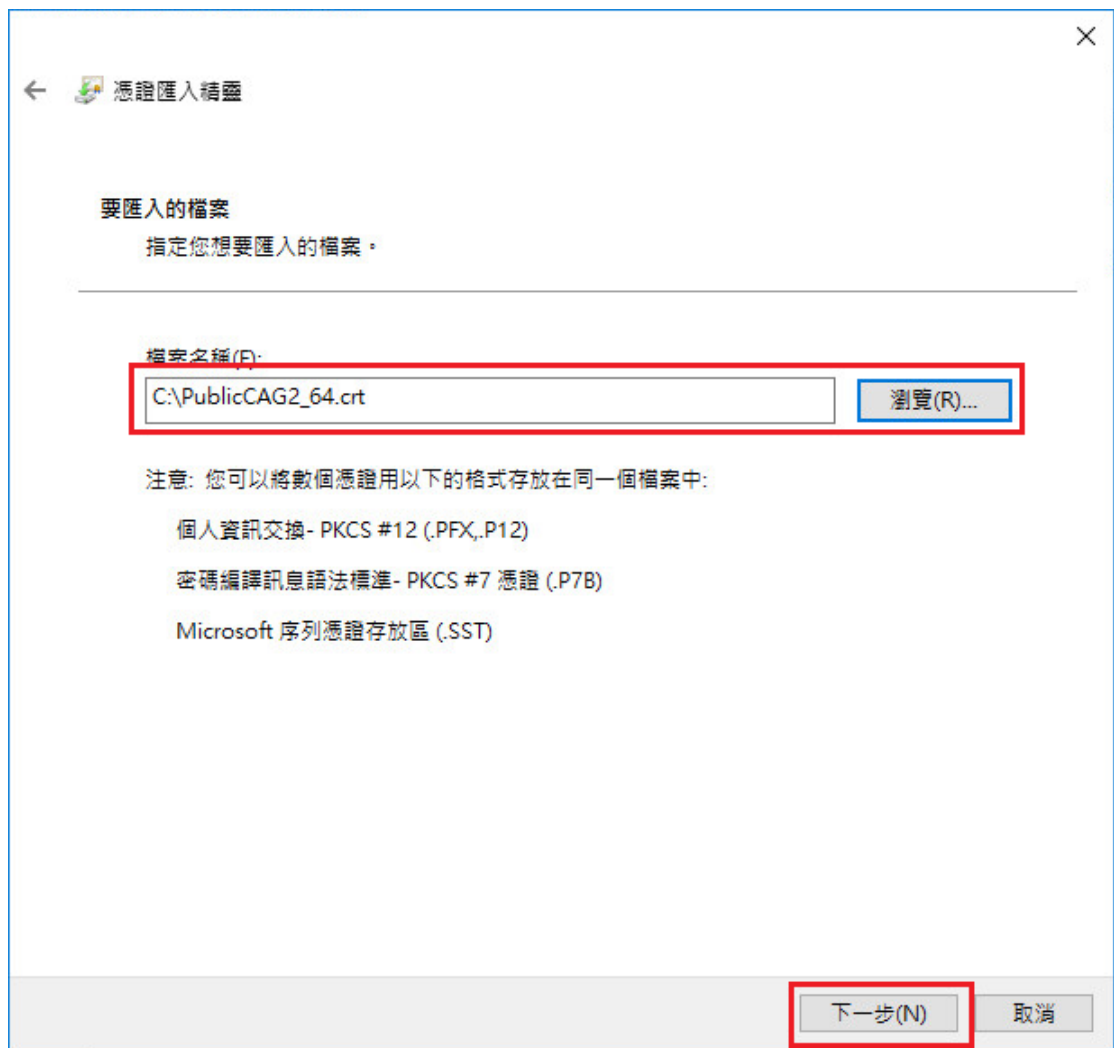 憑證匯入精靈
要匯入的檔案
指定您想要匯入的檔案。
檔案名稱(F):
C:\PublicCAG2_64.crt
瀏覽(R)...
注意: 您可以將數個憑證用以下的格式存放在同一個檔案中:
個人資訊交換- PKCS #12 (.PFX,.P12)
密碼編譯訊息語法標準- PKCS #7 憑證 (.P7B)
Microsoft 序列憑證存放區 (.SST)
下一步(N)
取消